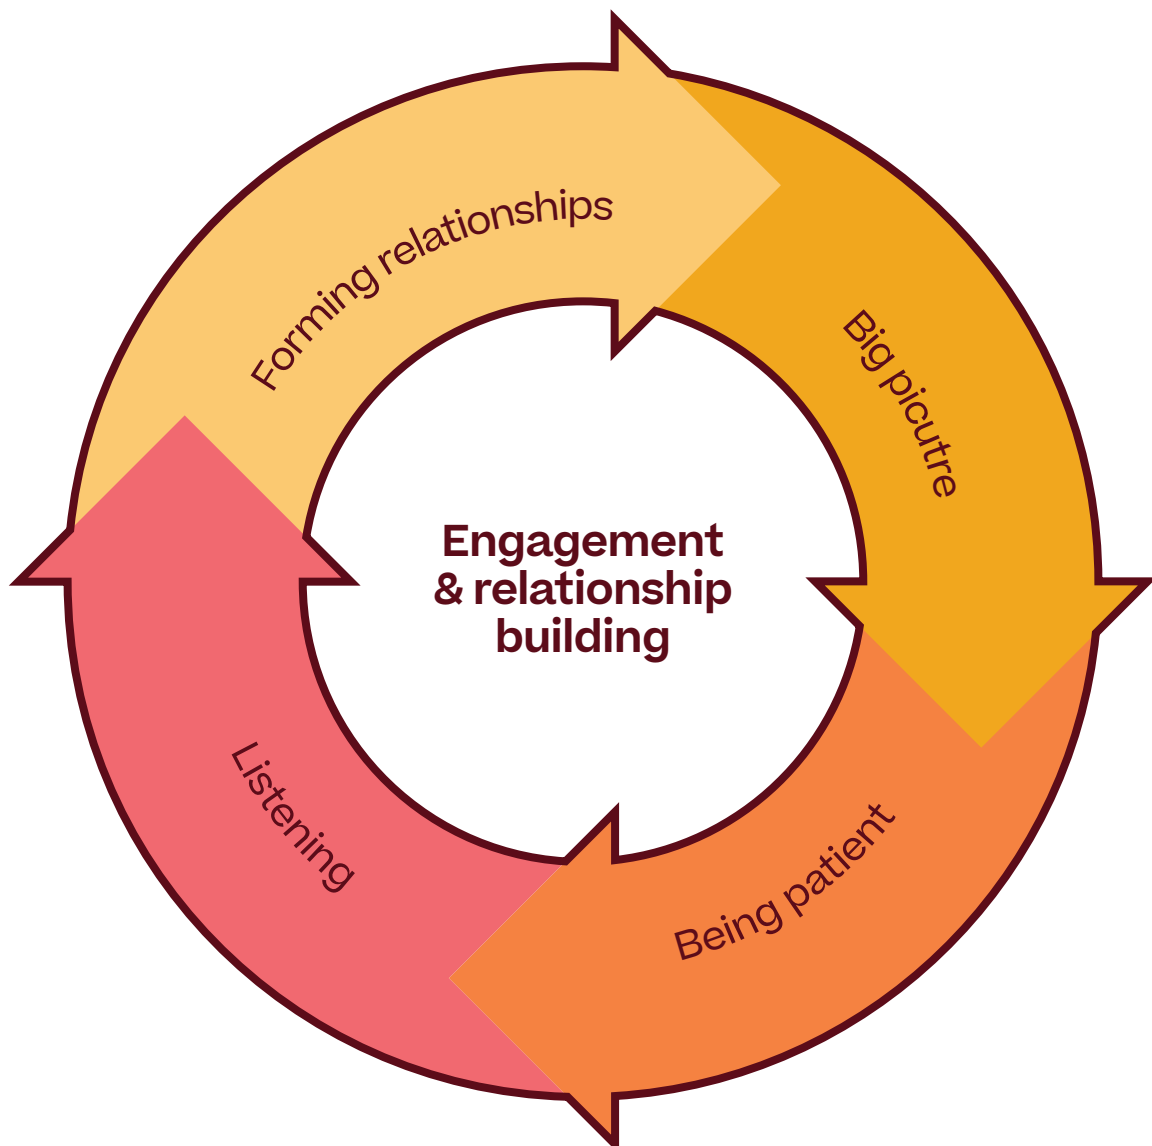 Forming relationships
Big picutre
Being patient
Listening
Engagement
& relationship
building